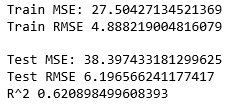 Train MSE: 27.50427134521369
Train RMSE 4.888219004816079
Test MSE: 38.397433181299625
Test RMSE 6.196566241177417
R^2 0.620898499608393